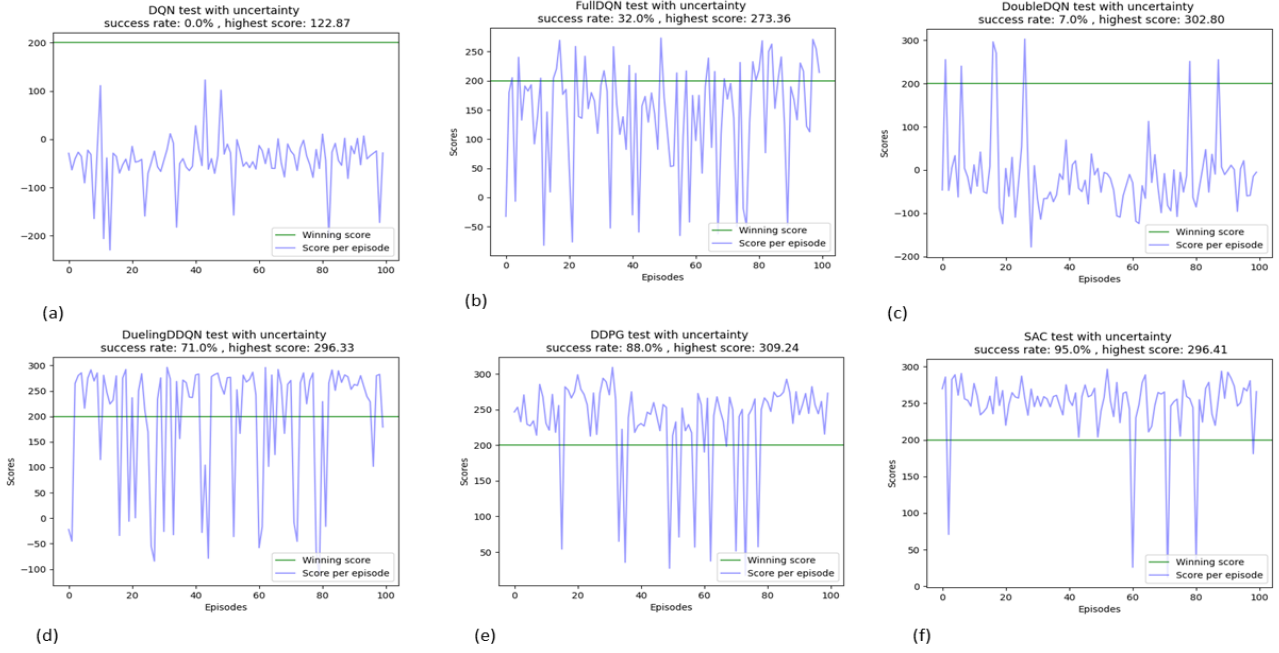 DQN test with uncertainty
success rate: 0.0% , highest score: 122.87
200
100
0
−100
−200
0
20
40
60
80
100
Winning score
Score per episode
(a)
FullDQN test with uncertainty
success rate: 32.0% , highest score: 273.36
Scores
250
200
150
100
50
0
−50
0
20
40
60
80
100
Episodes
Winning score
Score per episode
(b)
DoubleDQN test with uncertainty
success rate: 7.0% , highest score: 302.80
Scores
300
200
100
0
−100
−200
0
20
40
60
80
100
Episodes
Winning score
Score per episode
(c)
DuelingDDQN test with uncertainty
success rate: 71.0% , highest score: 296.33
Scores
300
250
200
150
100
50
0
−50
−100
0
20
40
60
80
100
Episodes
Winning score
Score per episode
(d)
DDPG test with uncertainty
success rate: 88.0% , highest score: 309.24
Scores
300
250
200
150
100
50
0
20
40
60
80
100
Episodes
Winning score
Score per episode
(e)
SAC test with uncertainty
success rate: 95.0% , highest score: 296.41
Scores
300
250
200
150
100
50
0
0
20
40
60
80
100
Episodes
Winning score
Score per episode
(f)